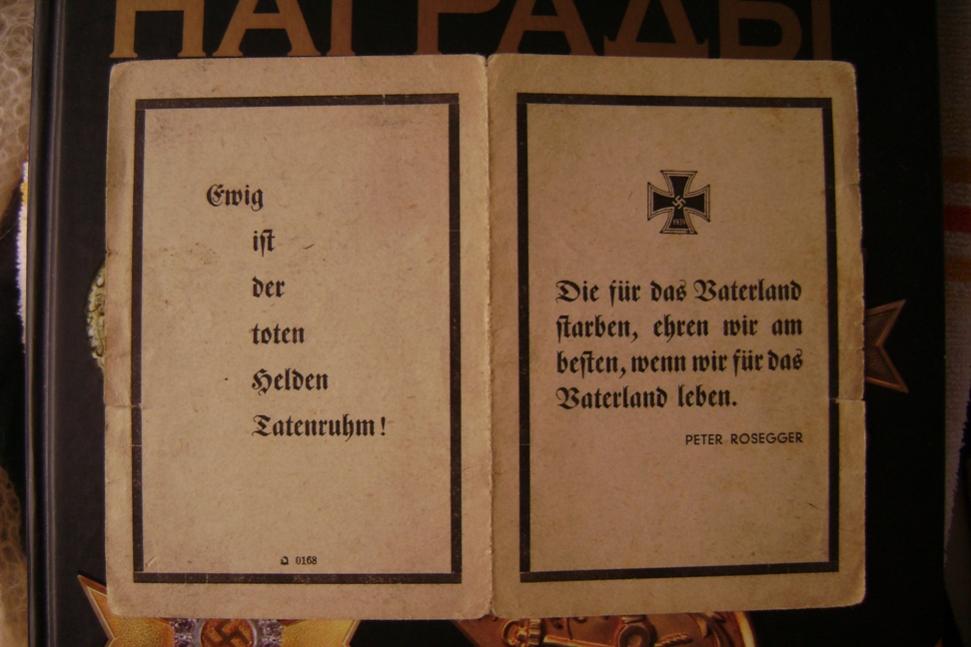 НАГРАДЫ
Ewig
ist
der
toten
Helden
Tatenruhm!
0168
1939
Die für das Vaterland
starben, ehren wir am
besten, wenn wir für das
Vaterland leben.
PETER ROSEGGER